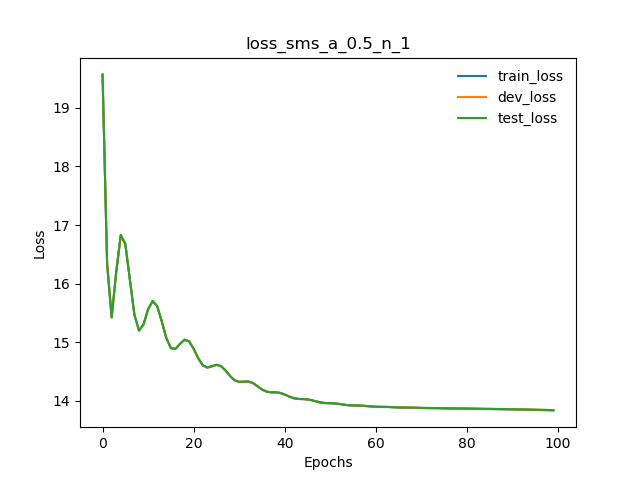 loss_sms_a_0.5_n_1
train_loss
dev_loss
test_loss
19
18
17
16
15
14
Loss
0 20 40 60 80 100
Epochs